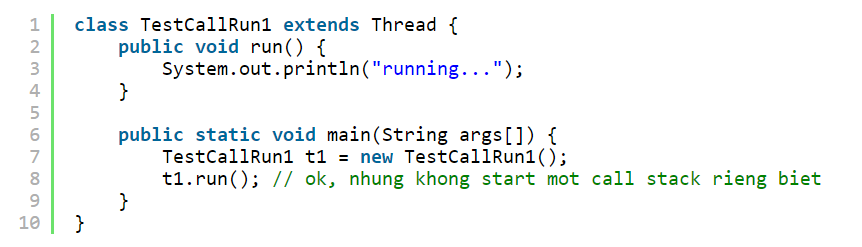 1 class TestCallRun1 extends Thread {
2     public void run() {
3         System.out.println("running...");
4     }
5
6     public static void main(String args[]) {
7         TestCallRun1 t1 = new TestCallRun1();
8         t1.run(); // ok, nhung khong start mot call stack rieng biet
9     }
10 }